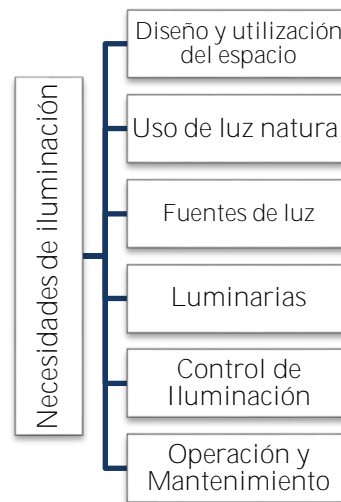 Necesidades de iluminación
Diseño y utilización
del espacio
Uso de luz natura
Fuentes de luz
Luminarias
Control de
Iluminación
Operación y
Mantenimiento